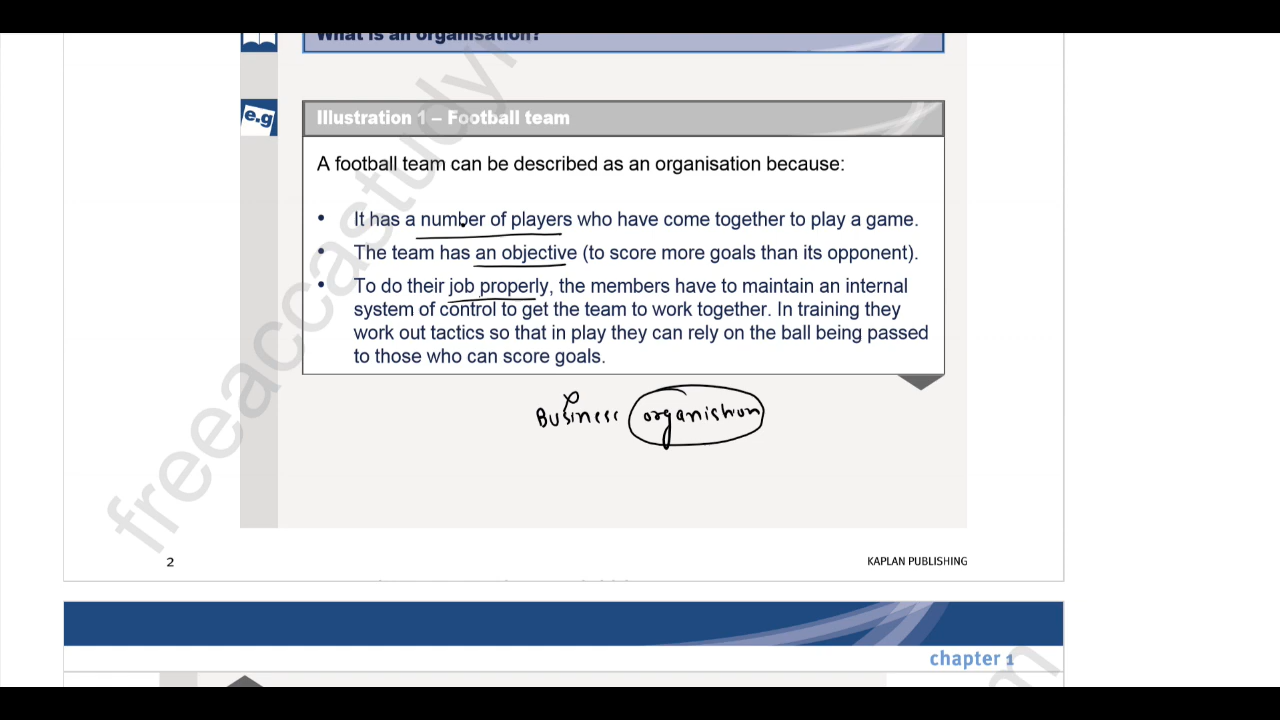 What is an organisation?
e.g
Illustration 1 – Football team
A football team can be described as an organisation because:
• It has a number of players who have come together to play a game.
• The team has an objective (to score more goals than its opponent).
• To do their job properly, the members have to maintain an internal
system of control to get the team to work together. In training they
work out tactics so that in play they can rely on the ball being passed
to those who can score goals.
Business organistion
2
KAPLAN PUBLISHING
chapter 1